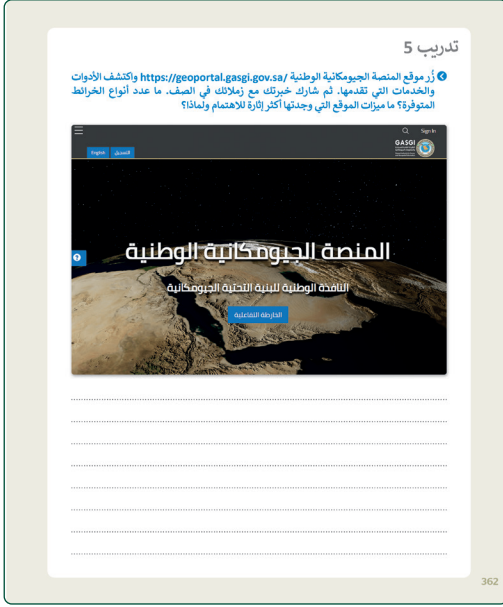 تدريب 5
زُر موقع المنصة الجيومكانية الوطنية https://geoportal.gasgi.gov.sa/ واكتشف الأدوات
والخدمات التي تقدمها. ثم شارك خبرتك مع زملائك في الصف. ما عدد أنواع الخرائط
المتوفرة؟ ما ميزات الموقع التي وجدتها أكثر إثارة للاهتمام ولماذا؟
Sign In
GASGI
التسجيل
English
المنصة الجيومكانية الوطنية
?
النافذة الوطنية للبنية التحتية الجيومكانية
الخارطة التفاعلية
362